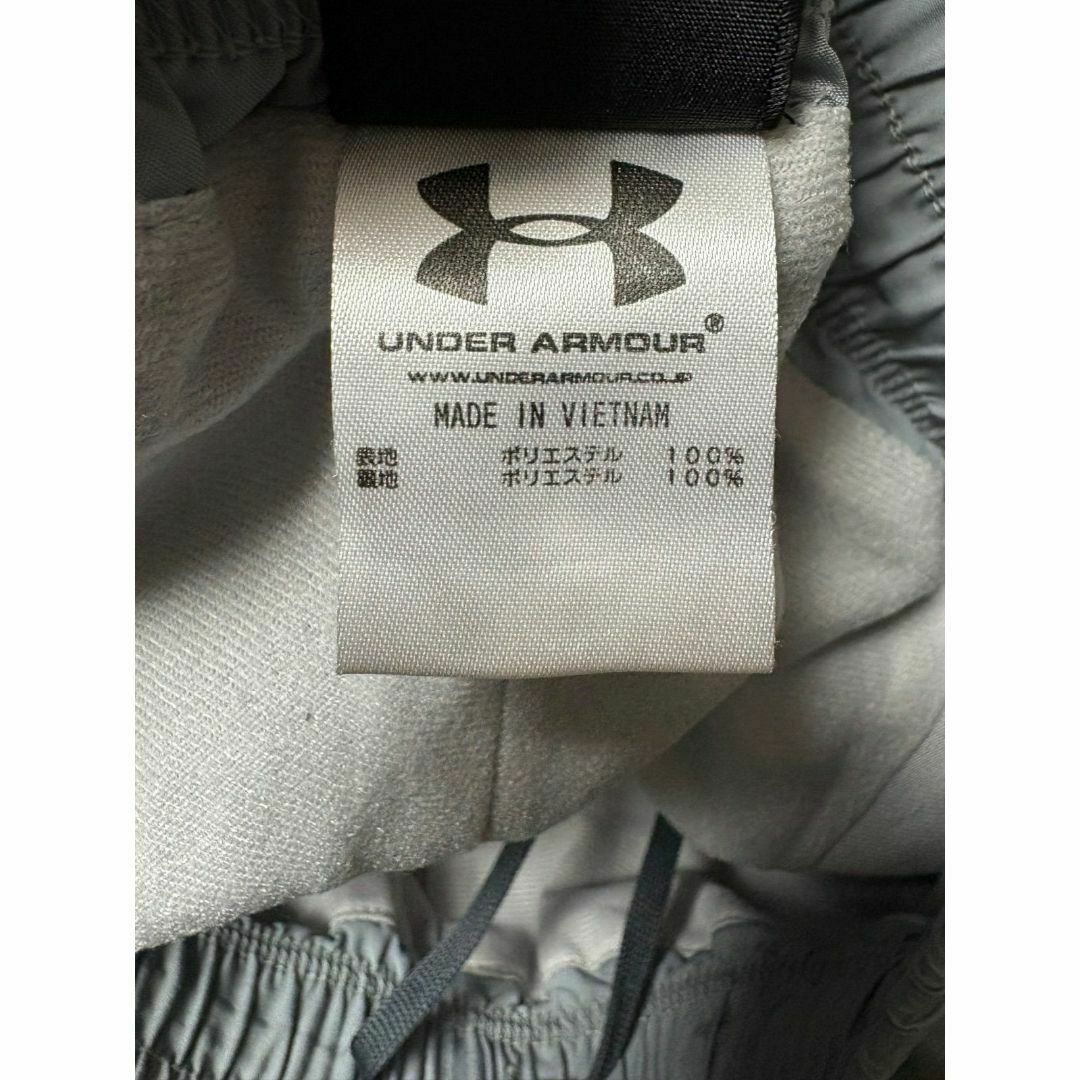 UNDER ARMOUR®
WWW.UNDERARMOUR.CO.JP
MADE IN VIETNAM
表地 ポリエステル 100%
裏地 ポリエステル 100%